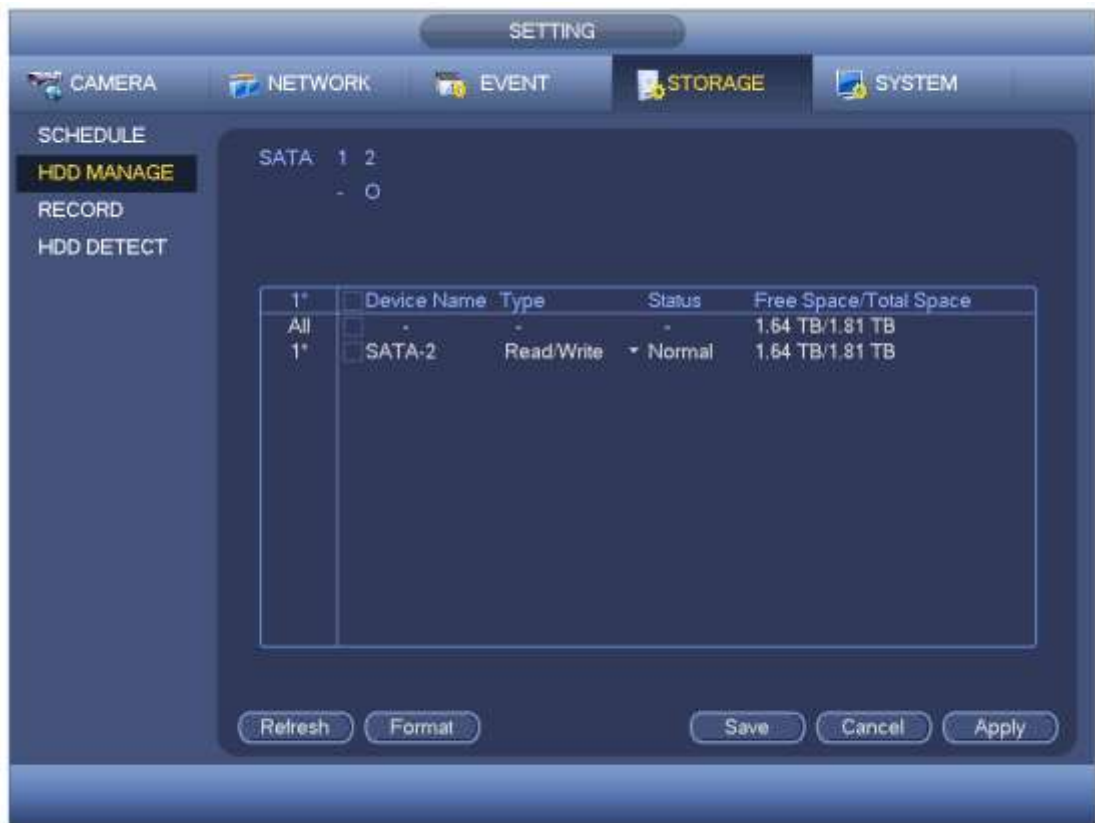 SETTING
CAMERA NETWORK EVENT STORAGE SYSTEM
SCHEDULE
HDD MANAGE
RECORD
HDD DETECT
SATA 1 2
- O
1* Device Name Type Status Free Space/Total Space
All - - - 1.64 TB/1.81 TB
1* SATA-2 Read/Write Normal 1.64 TB/1.81 TB
Refresh Format Save Cancel Apply